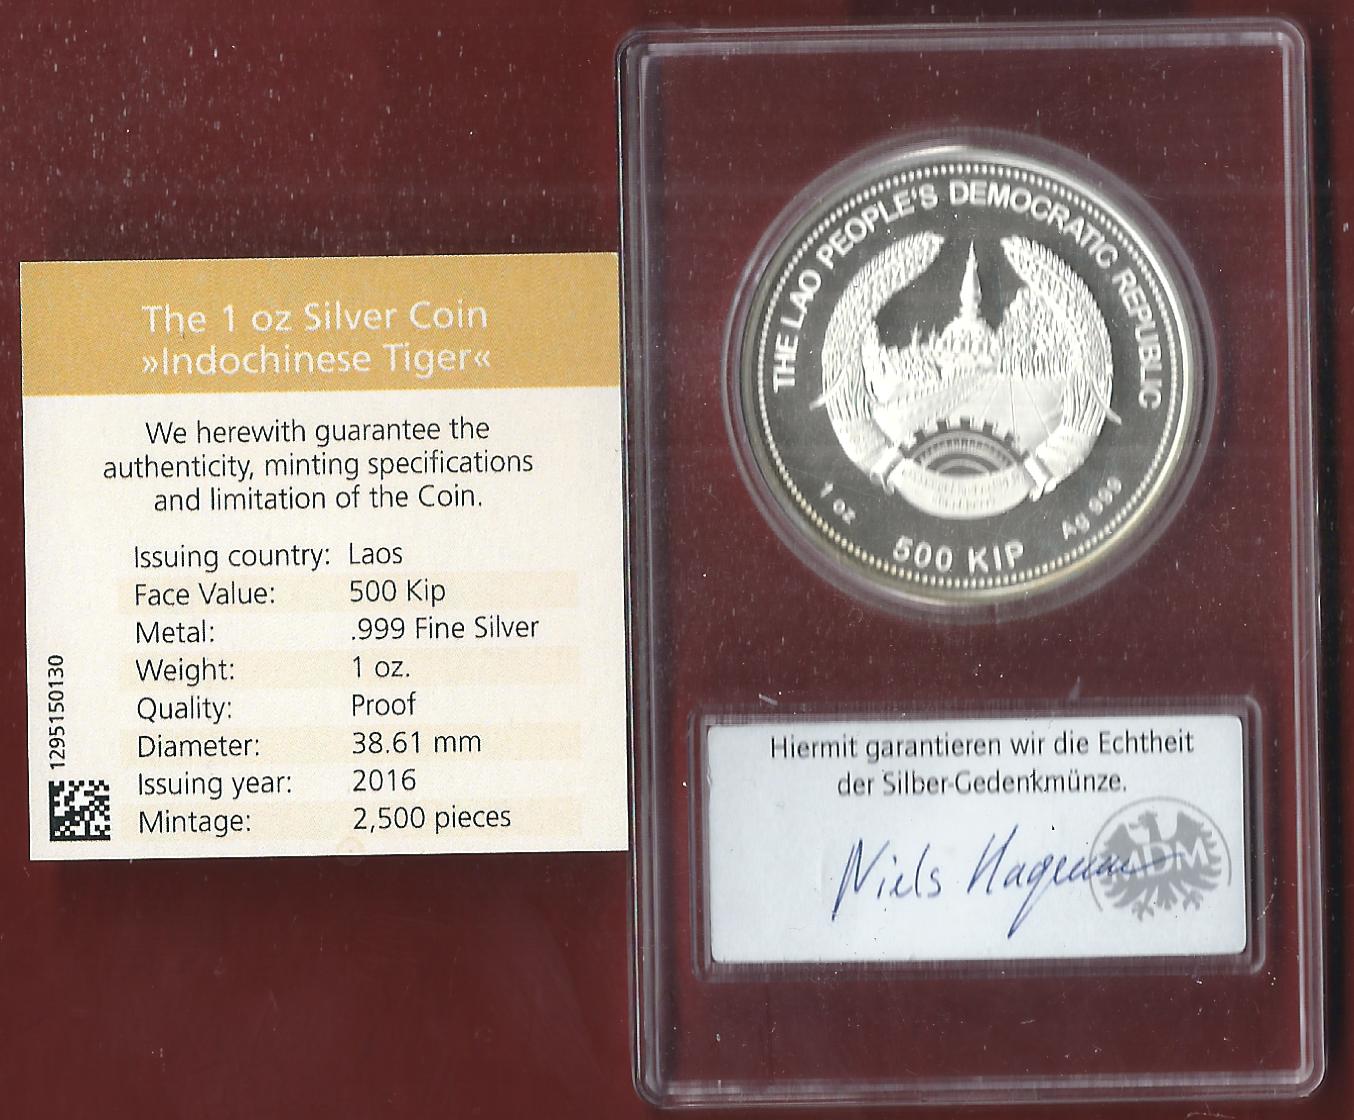 The 1 oz Silver Coin
»Indochinese Tiger«
We herewith guarantee the
authenticity, minting specifications
and limitation of the Coin.
Issuing country: Laos
Face Value: 500 Kip
Metal: .999 Fine Silver
Weight: 1 oz.
Quality: Proof
Diameter: 38.61 mm
Issuing year: 2016
Mintage: 2,500 pieces
1295150130
THE LAO PEOPLE'S DEMOCRATIC REPUBLIC
1 oz
500 KIP
Ag 999
Hiermit garantieren wir die Echtheit
der Silber-Gedenkmünze.
Niels
MDM